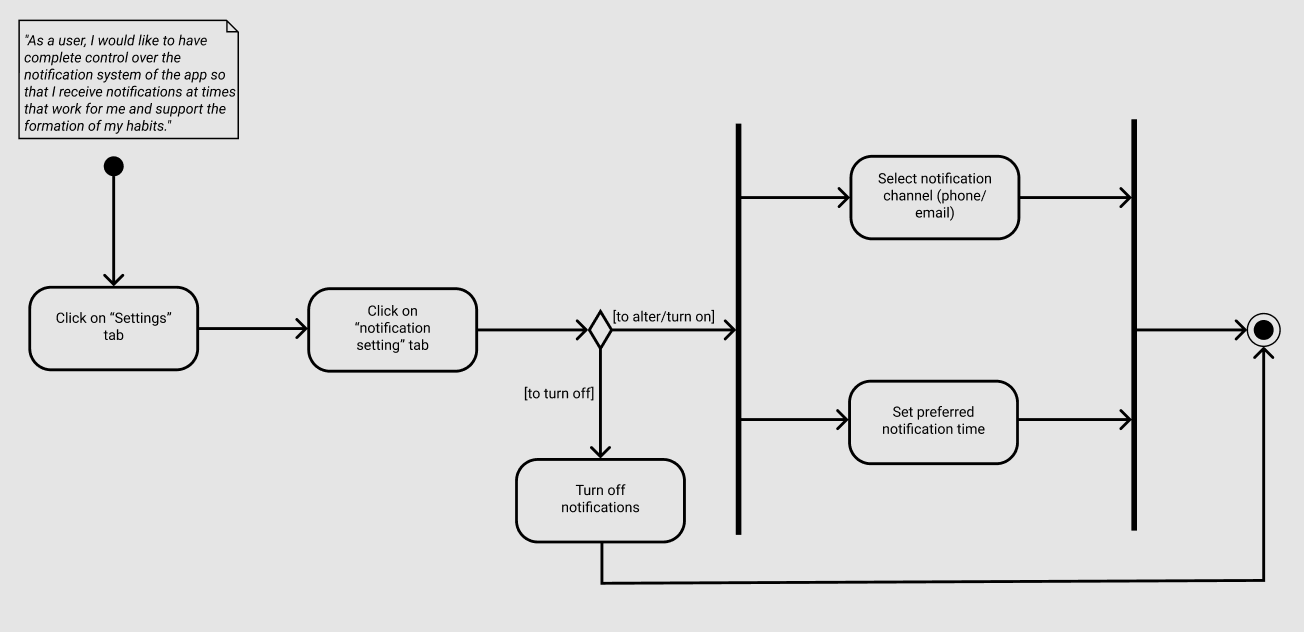 "As a user, I would like to have
complete control over the
notification system of the app so
that I receive notifications at times
that work for me and support the
formation of my habits."
Click on “Settings”
tab
Click on
“notification
setting” tab
[to alter/turn on]
[to turn off]
Turn off
notifications
Select notification
channel (phone/
email)
Set preferred
notification time